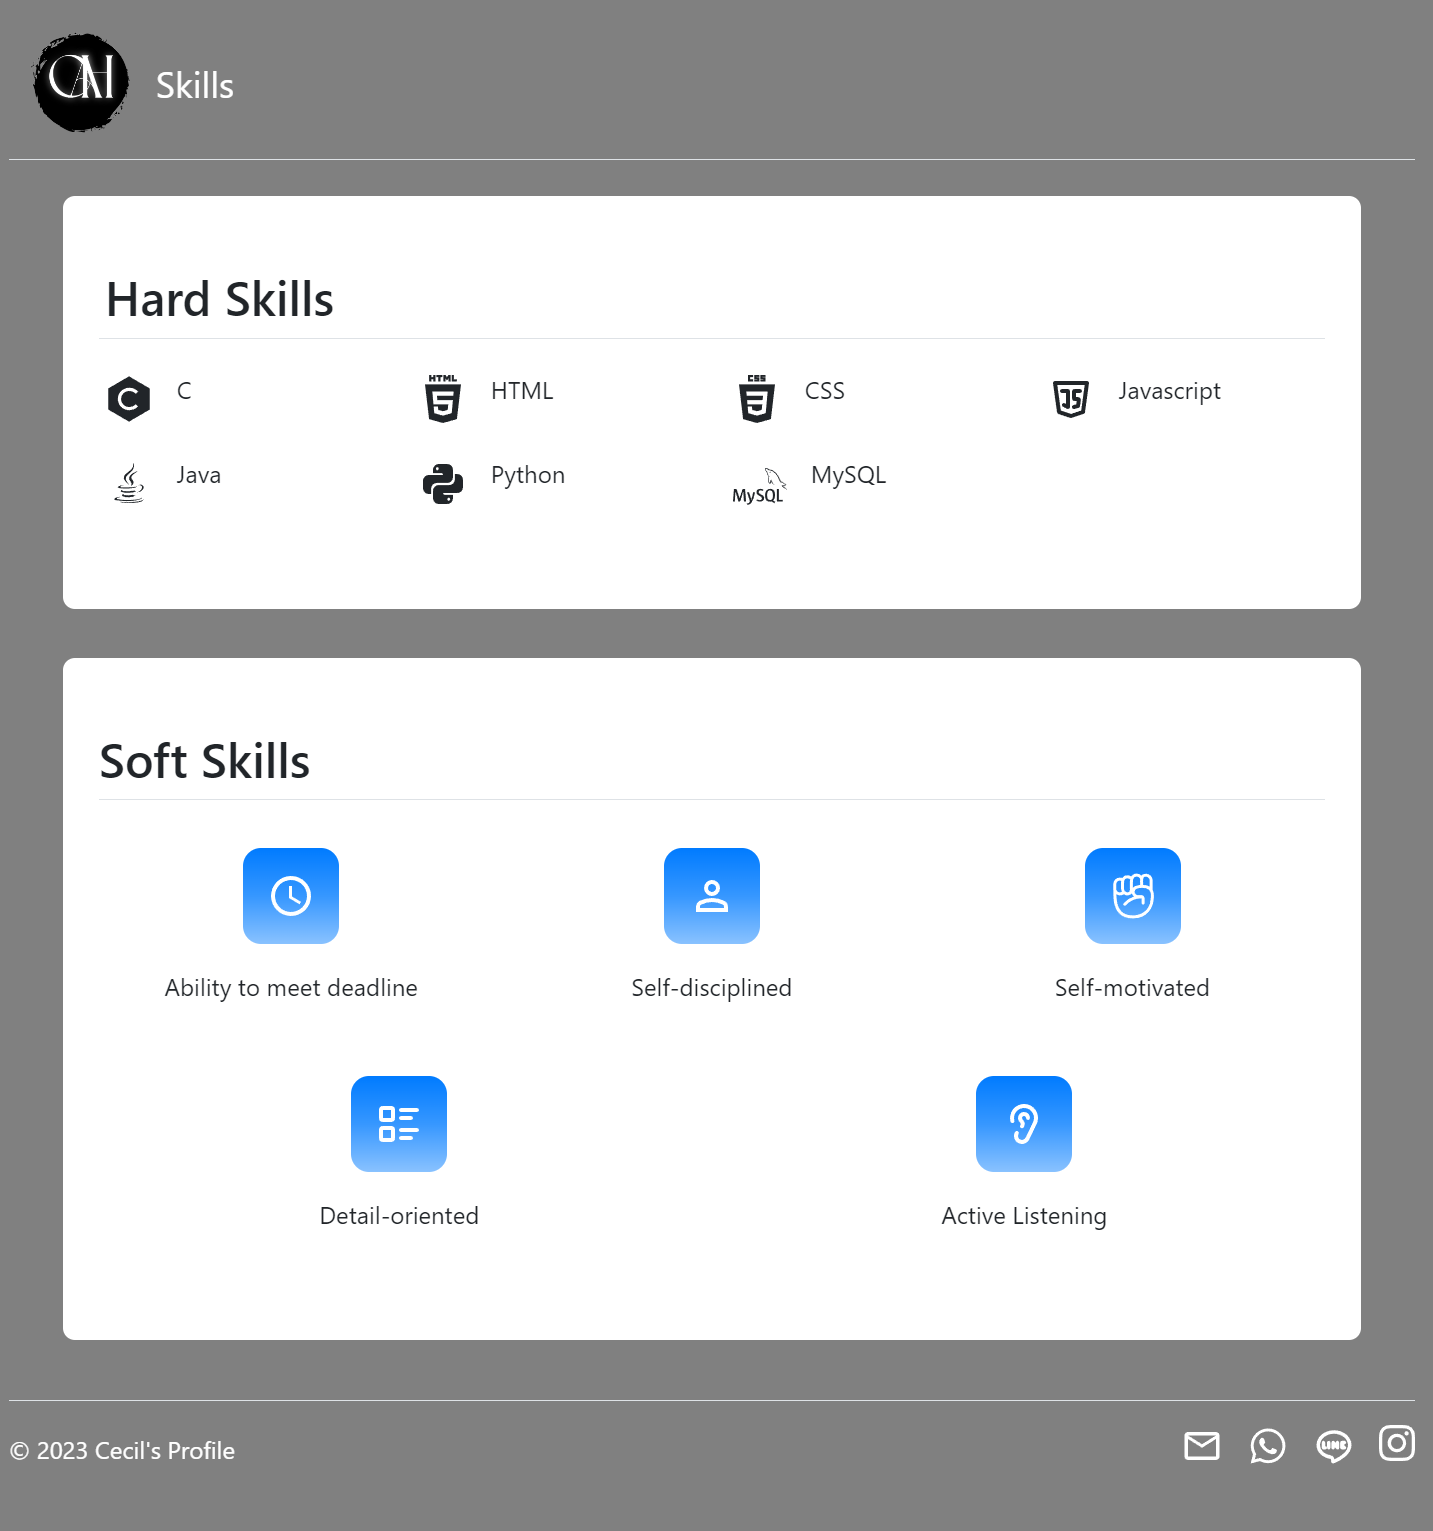 CAH
Skills
Hard Skills
C
C
HTML
HTML
CSS
CSS
JS
Javascript
Java
Python
MySQL
MySQL
Soft Skills
Ability to meet deadline
Self-disciplined
Self-motivated
Detail-oriented
Active Listening
© 2023 Cecil's Profile
LINE